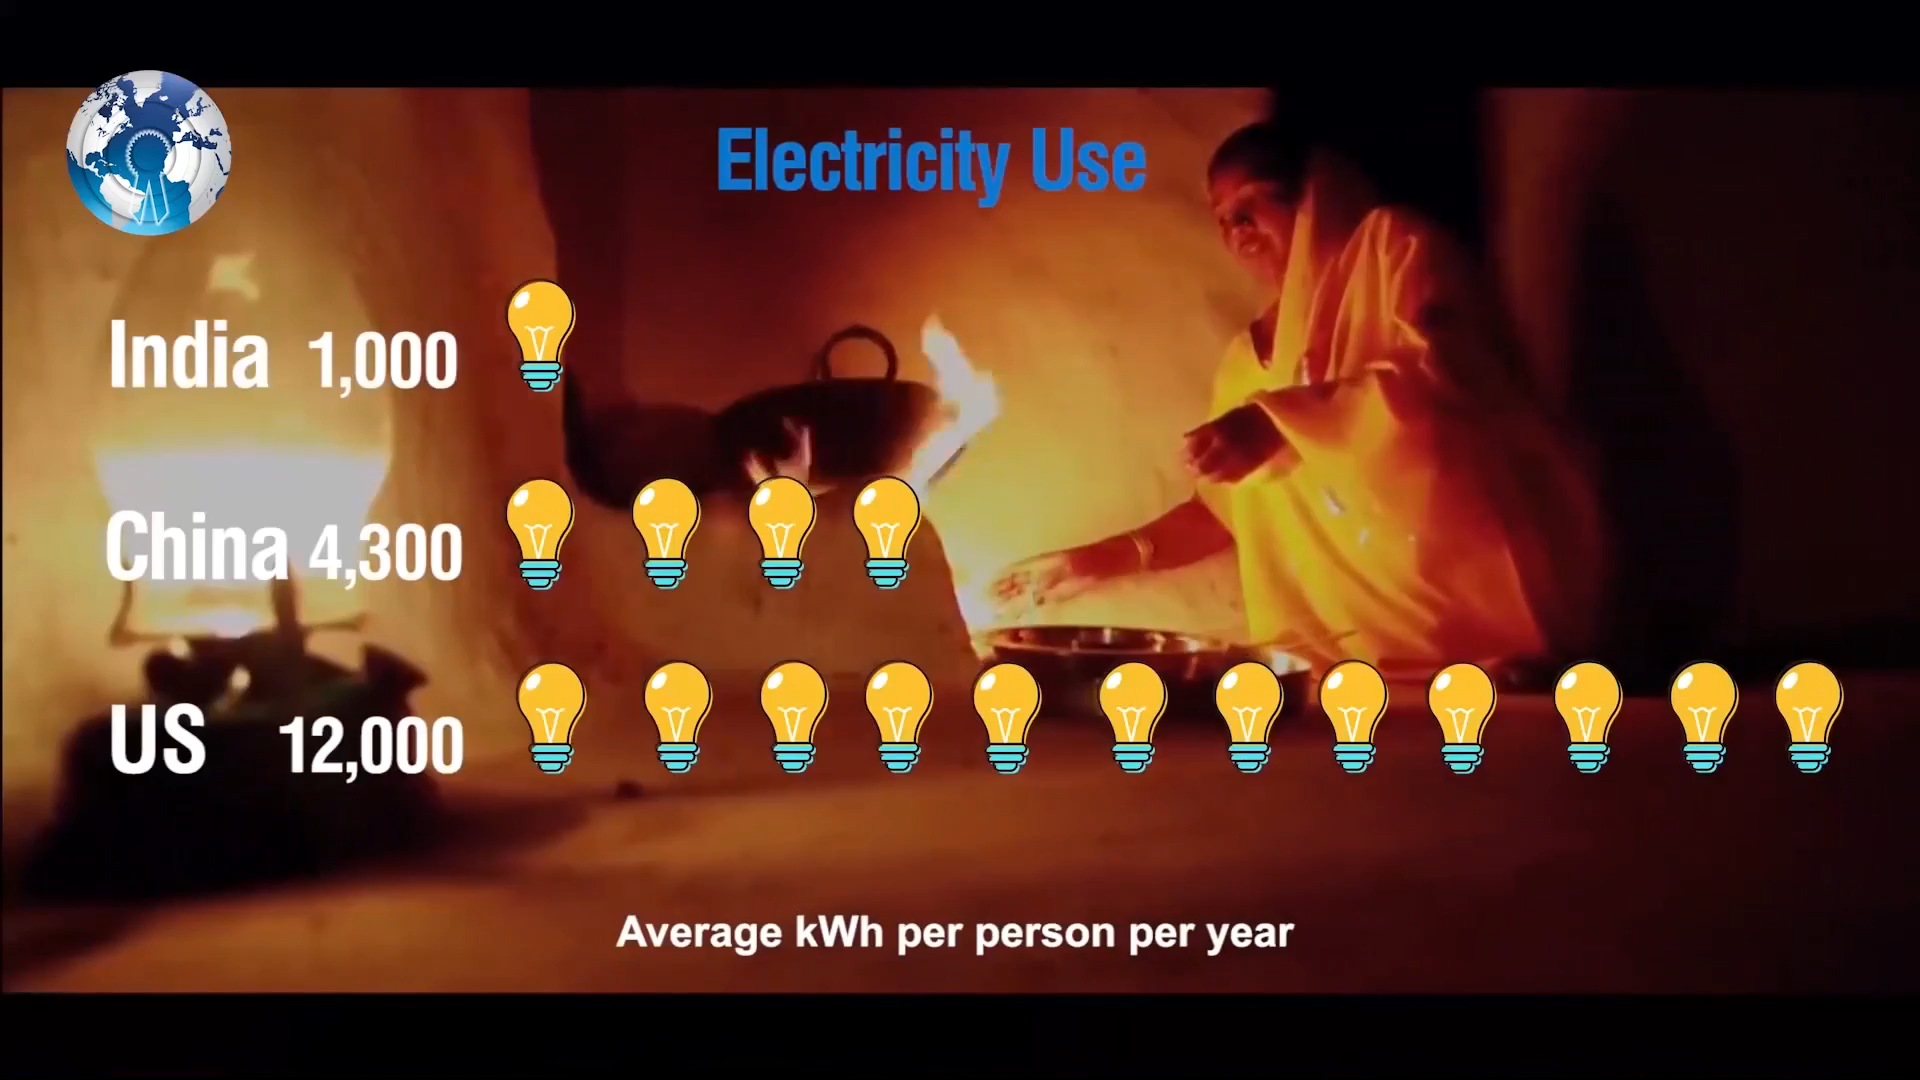 Electricity Use
India 1,000
China 4,300
US 12,000
Average kWh per person per year